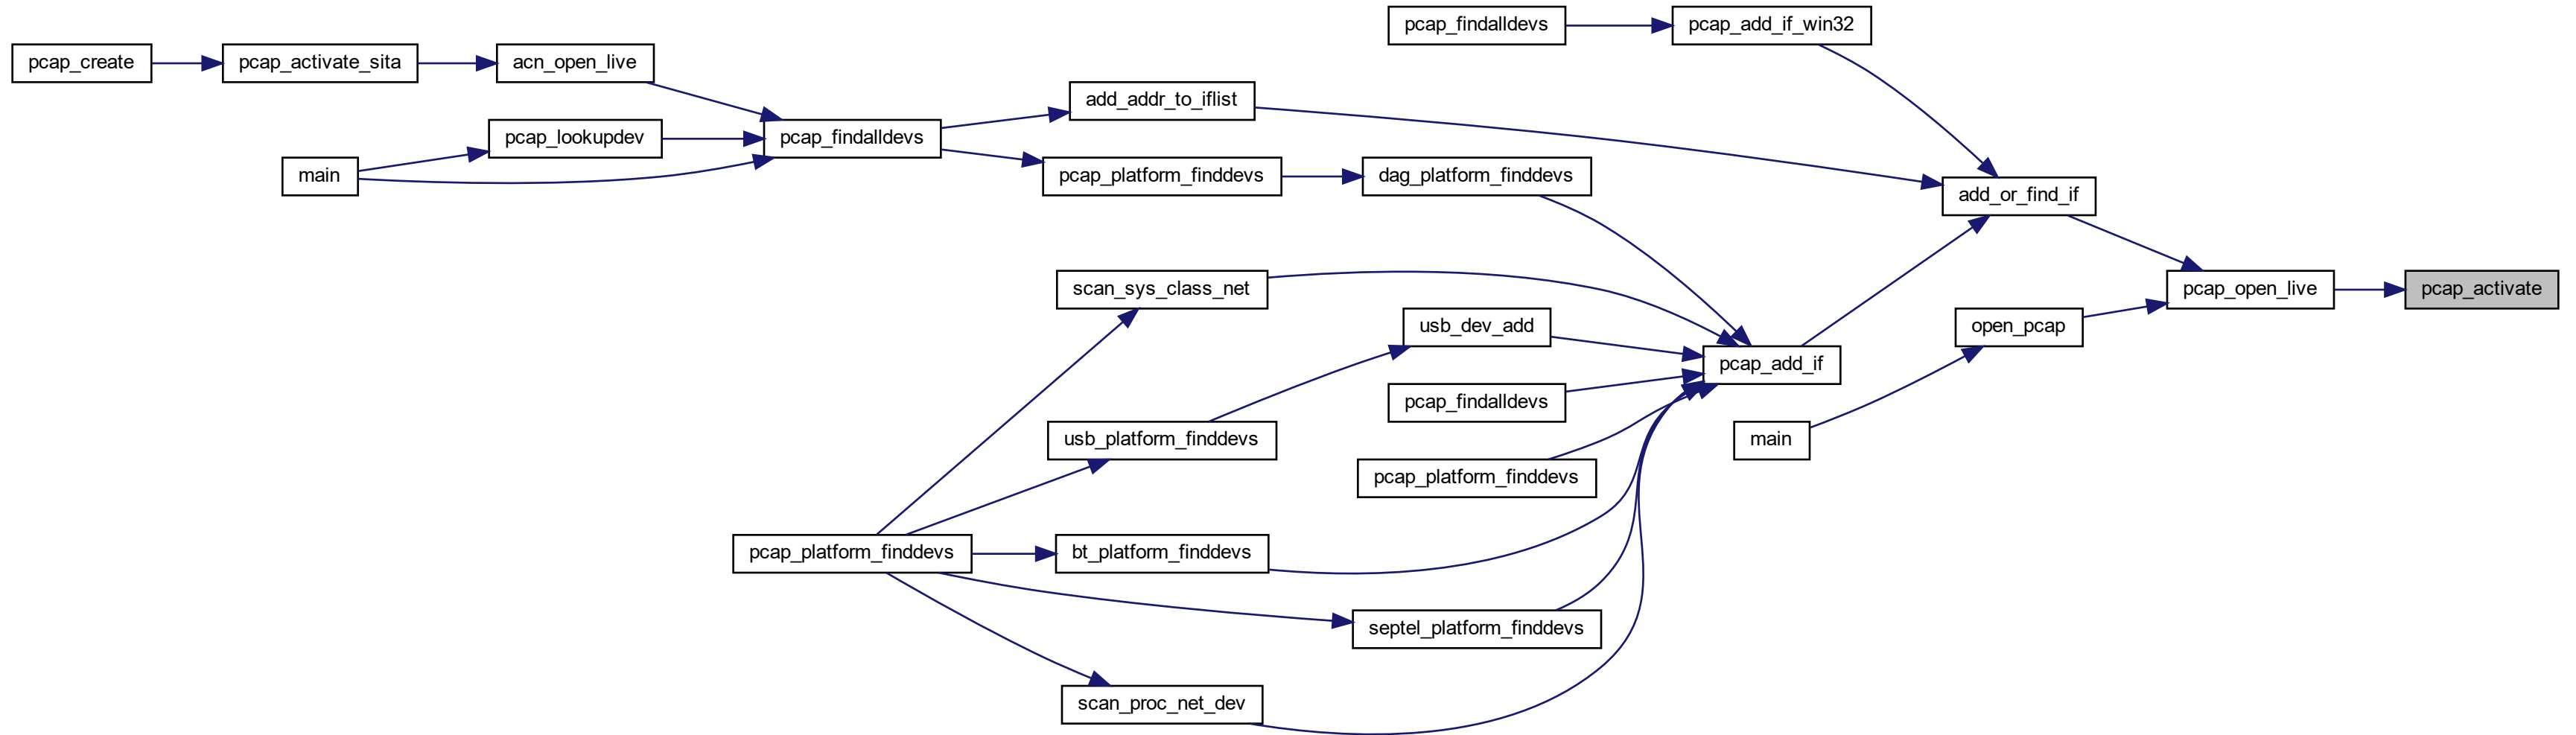 pcap_findalldevs
pcap_add_if_win32
pcap_create
pcap_activate_sita
acn_open_live
add_addr_to_iflist
pcap_lookupdev
pcap_findalldevs
main
pcap_platform_finddevs
dag_platform_finddevs
add_or_find_if
scan_sys_class_net
pcap_open_live
pcap_activate
usb_dev_add
open_pcap
pcap_add_if
pcap_findalldevs
usb_platform_finddevs
main
pcap_platform_finddevs
pcap_platform_finddevs
bt_platform_finddevs
septel_platform_finddevs
scan_proc_net_dev